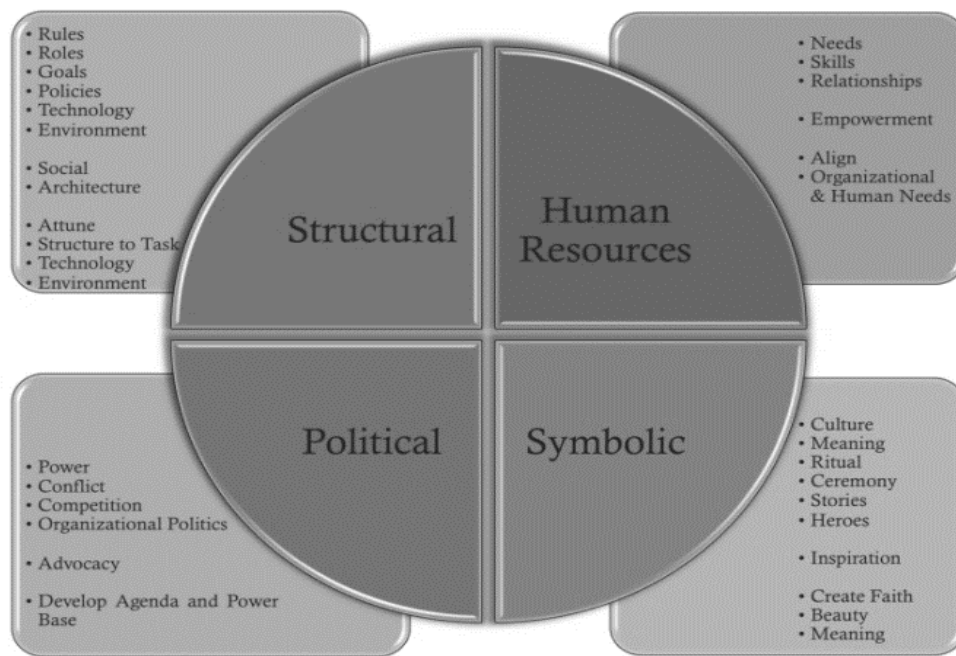 • Rules
• Roles
• Goals
• Policies
• Technology
• Environment
• Social
• Architecture
• Attune
• Structure to Task
• Technology
• Environment
• Needs
• Skills
• Relationships
• Empowerment
• Align
• Organizational
& Human Needs
Structural
Human
Resources
Political
Symbolic
• Power
• Conflict
• Competition
• Organizational Politics
• Advocacy
• Develop Agenda and Power
Base
• Culture
• Meaning
• Ritual
• Ceremony
• Stories
• Heroes
• Inspiration
• Create Faith
• Beauty
• Meaning